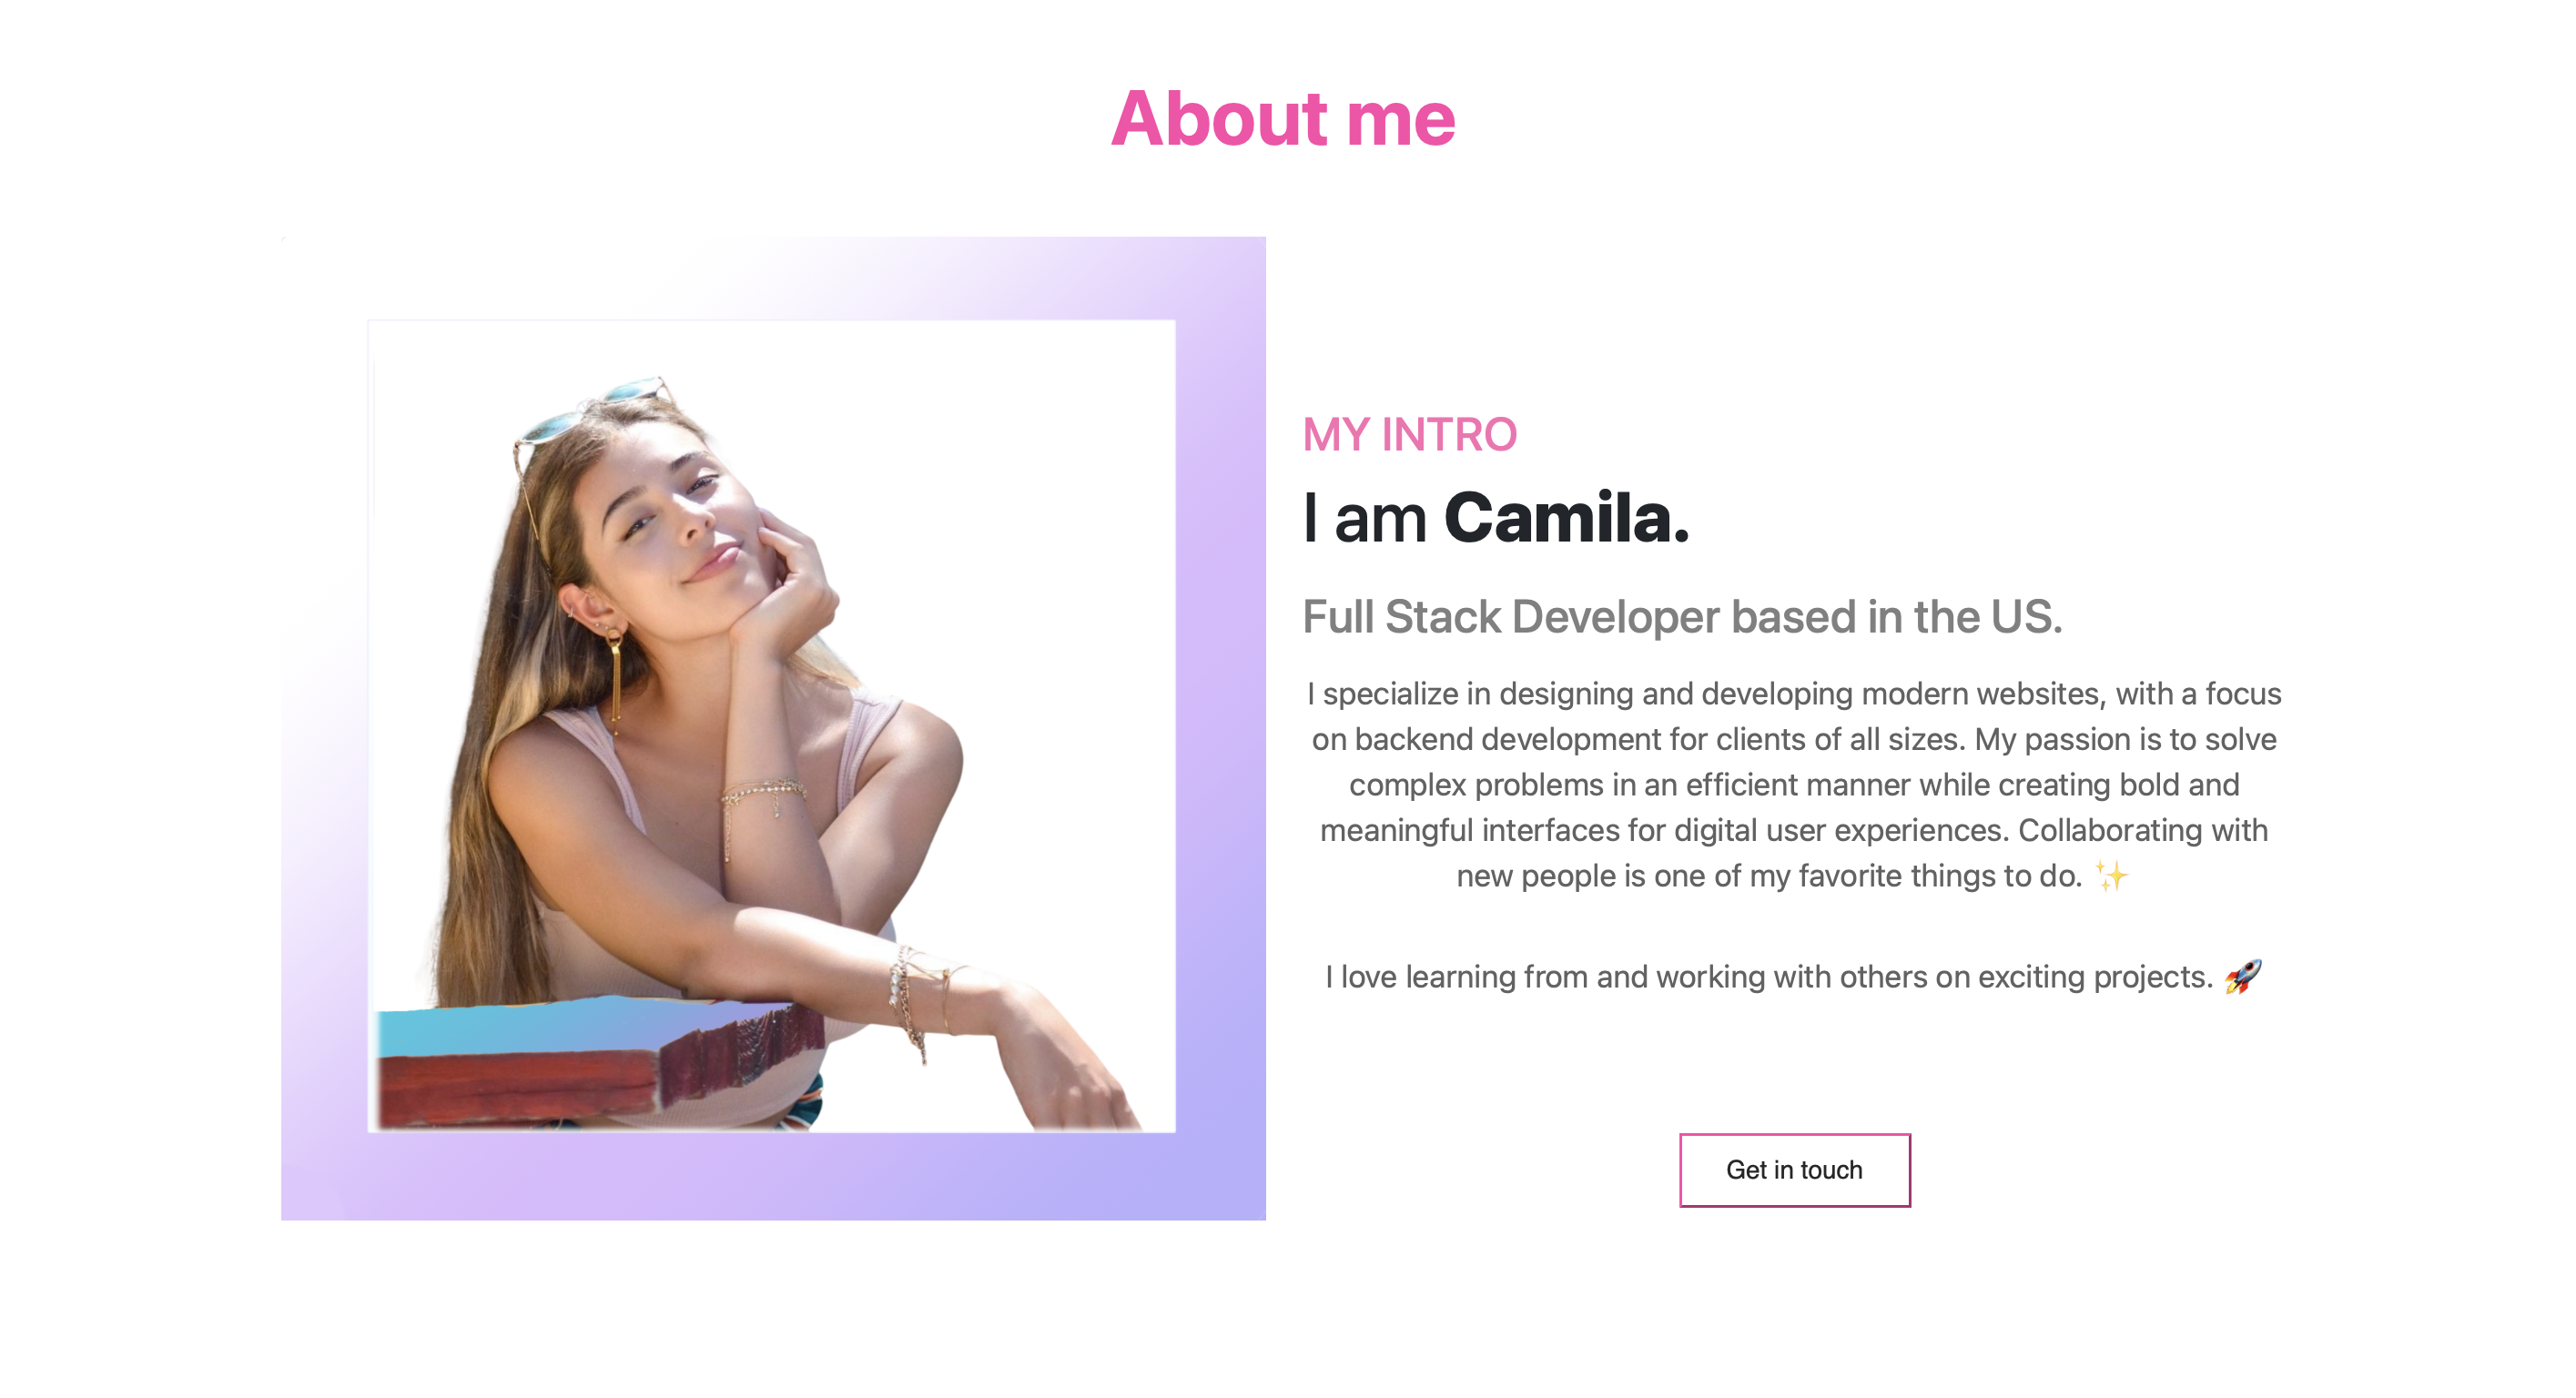 About me
MY INTRO
I am Camila.
Full Stack Developer based in the US.
I specialize in designing and developing modern websites, with a focus
on backend development for clients of all sizes. My passion is to solve
complex problems in an efficient manner while creating bold and
meaningful interfaces for digital user experiences. Collaborating with
new people is one of my favorite things to do. ✨
I love learning from and working with others on exciting projects. 🚀
Get in touch